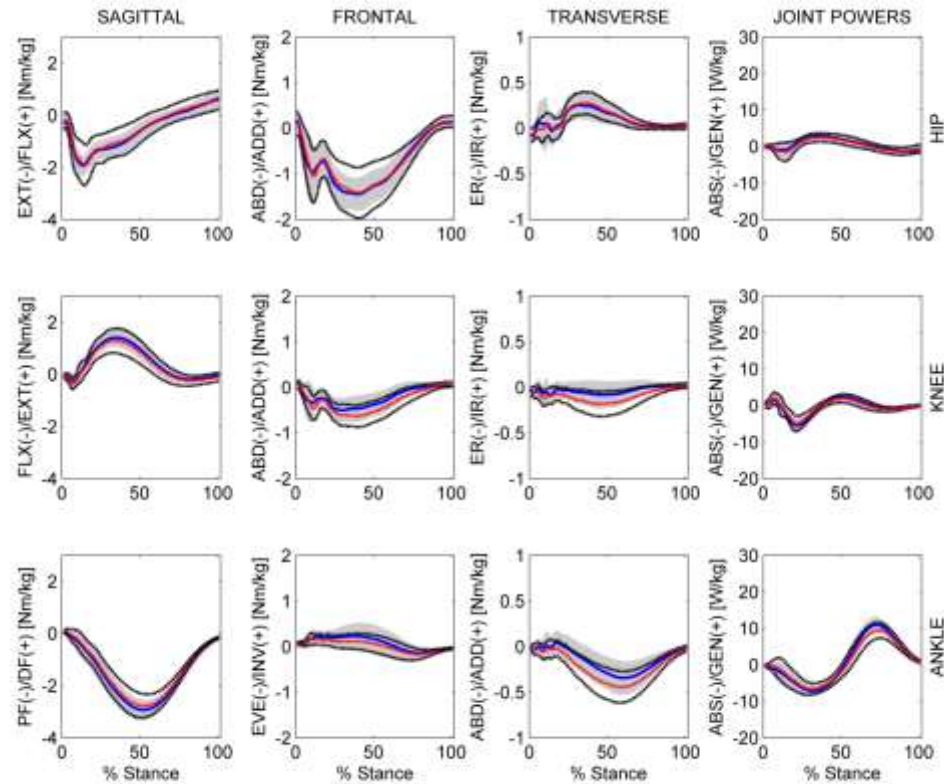 SAGITTAL FRONTAL TRANSVERSE JOINT POWERS
EXT(-)/FLX(+) [Nm/kg]
2
0
-2
-4
0 50 100
ABD(-)/ADD(+) [Nm/kg]
2
1
0
-1
-2
0 50 100
ER(-)/IR(+) [Nm/kg]
1
0.5
0
-0.5
-1
0 50 100
ABS(-)/GEN(+) [W/kg]
30
20
10
0
-10
-20
0 50 100
HIP
FLX(-)/EXT(+) [Nm/kg]
2
0
-2
-4
0 50 100
ABD(-)/ADD(+) [Nm/kg]
2
1
0
-1
-2
0 50 100
ER(-)/IR(+) [Nm/kg]
1
0.5
0
-0.5
-1
0 50 100
ABS(-)/GEN(+) [W/kg]
30
20
10
0
-10
-20
0 50 100
KNEE
PF(-)/DF(+) [Nm/kg]
2
0
-2
-4
0 50 100
% Stance
EVE(-)/INV(+) [Nm/kg]
2
1
0
-1
-2
0 50 100
% Stance
ABD(-)/ADD(+) [Nm/kg]
1
0.5
0
-0.5
-1
0 50 100
% Stance
ABS(-)/GEN(+) [W/kg]
30
20
10
0
-10
-20
0 50 100
% Stance
ANKLE